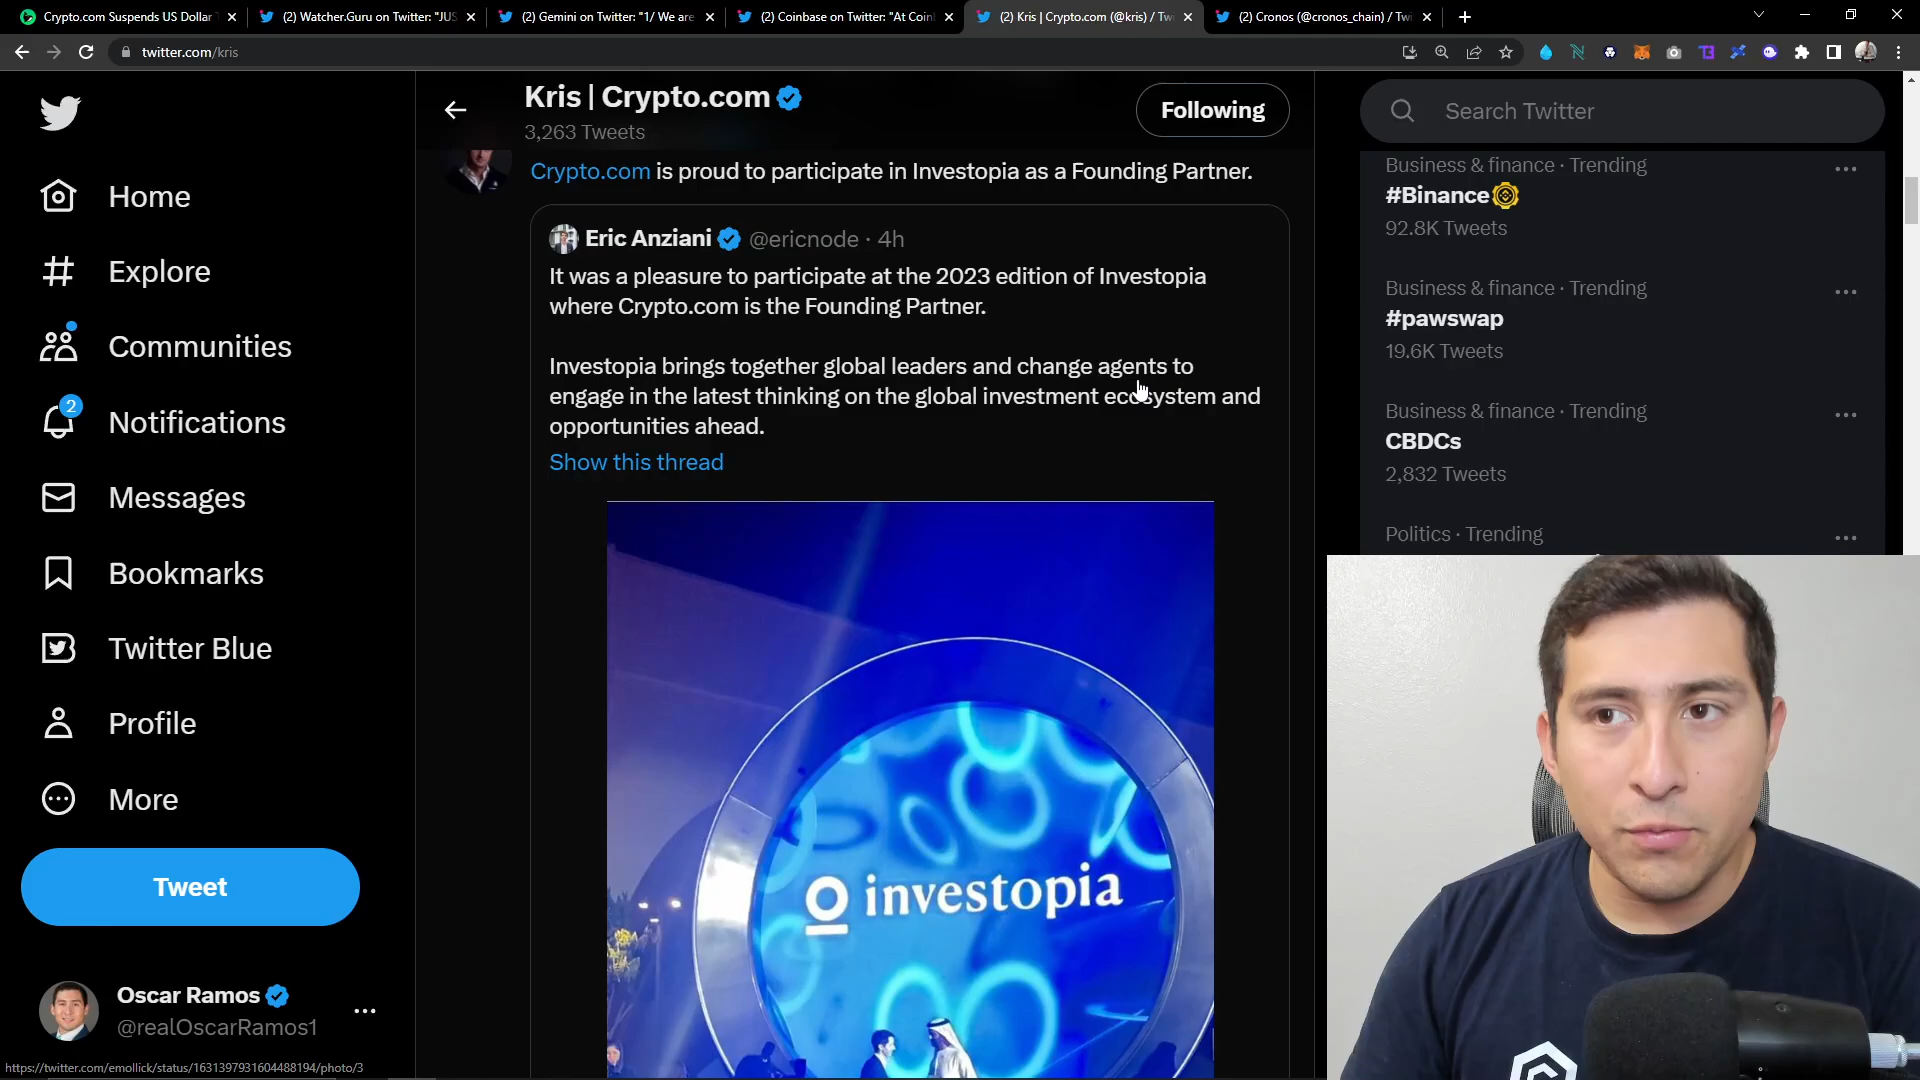 Crypto.com Suspends US Dollar T
(2) Watcher.Guru on Twitter: "JUS
(2) Gemini on Twitter: "1/ We are
(2) Coinbase on Twitter: "At Coin
(2) Kris | Crypto.com (@kris) / Tw
(2) Cronos (@cronos_chain) / Twi
twitter.com/kris
Home
Explore
Communities
2
Notifications
Messages
Bookmarks
Twitter Blue
Profile
More
Tweet
Oscar Ramos
@realOscarRamos1
https://twitter.com/emollick/status/1631397931604488194/photo/3
Kris | Crypto.com
3,263 Tweets
Following
Crypto.com is proud to participate in Investopia as a Founding Partner.
Eric Anziani @ericnode · 4h
It was a pleasure to participate at the 2023 edition of Investopia
where Crypto.com is the Founding Partner.
Investopia brings together global leaders and change agents to
engage in the latest thinking on the global investment ecosystem and
opportunities ahead.
Show this thread
investopia
Search Twitter
Business & finance · Trending
#Binance
92.8K Tweets
Business & finance · Trending
#pawswap
19.6K Tweets
Business & finance · Trending
CBDCs
2,832 Tweets
Politics · Trending